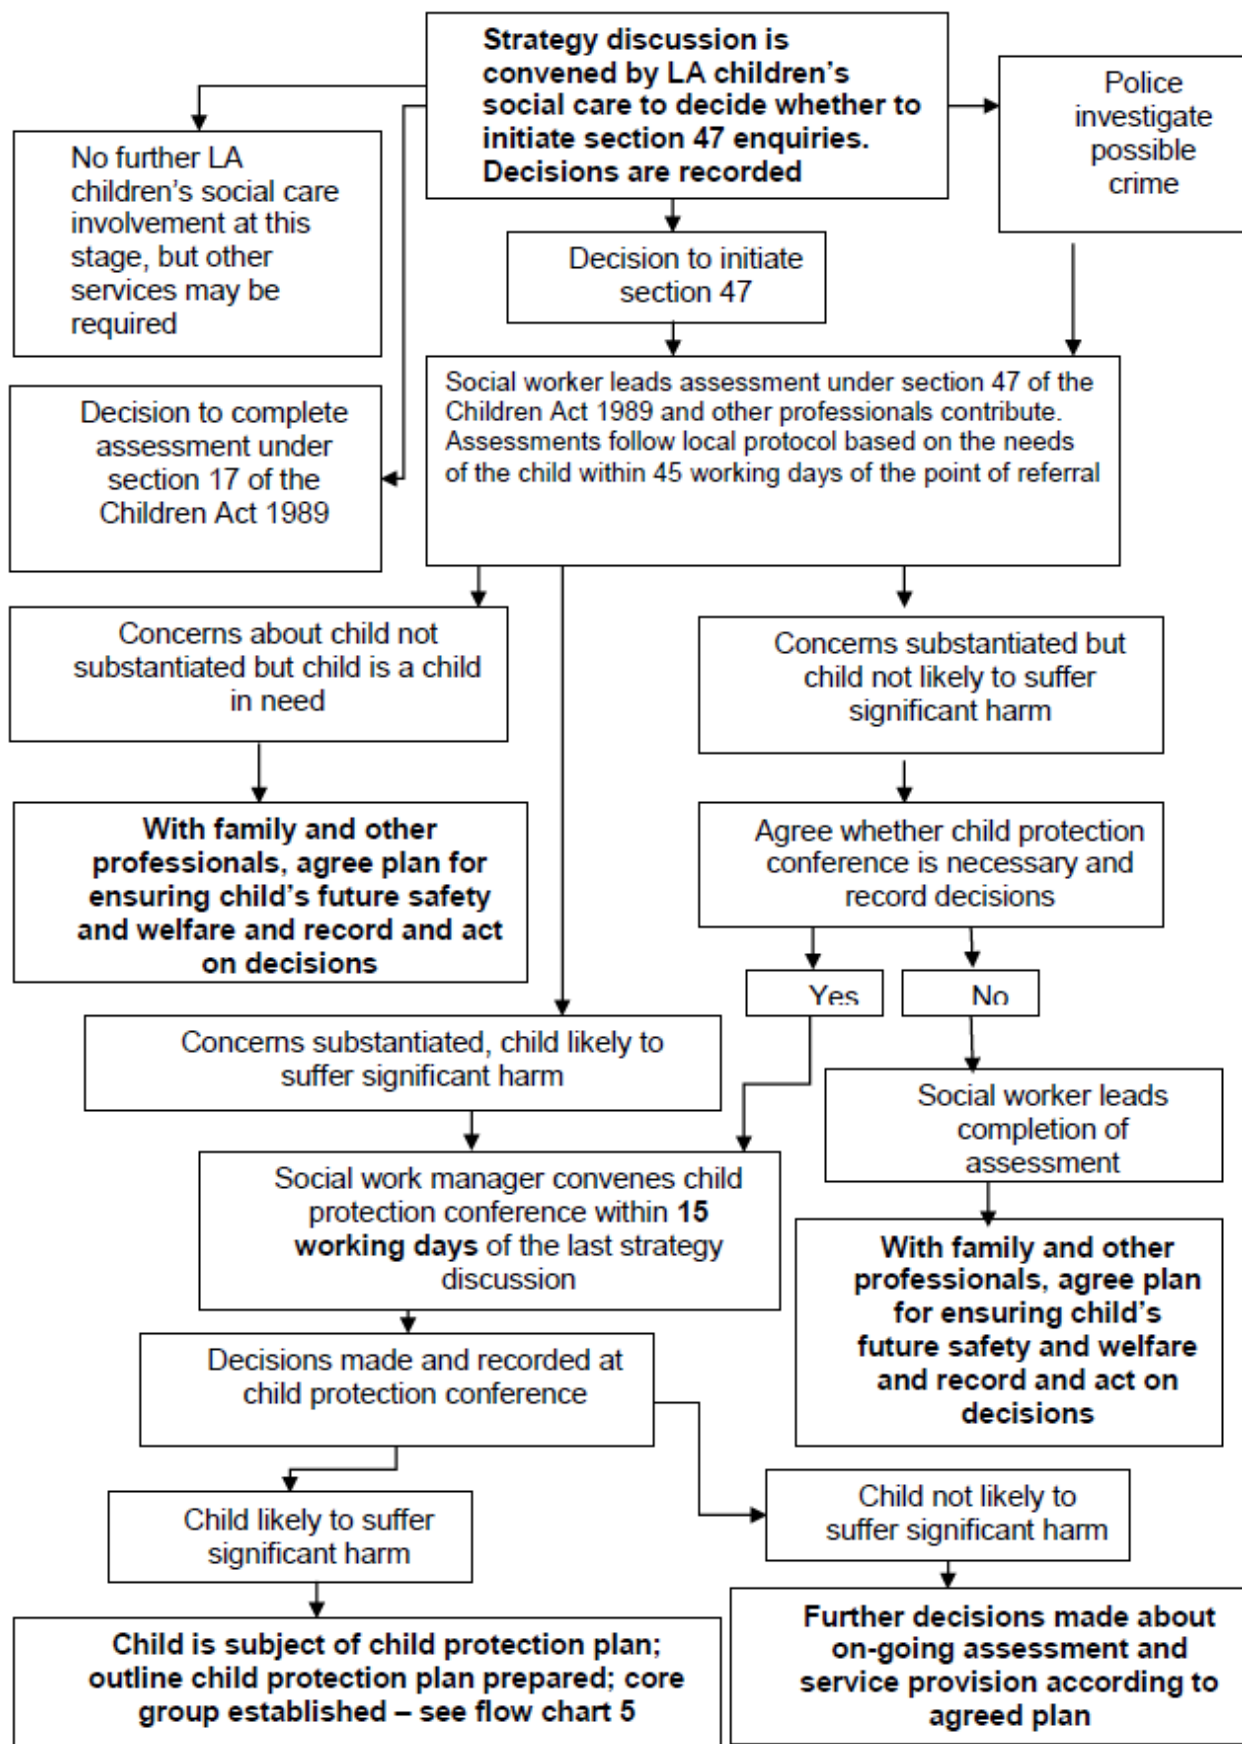 Strategy discussion is
convened by LA children's
social care to decide whether to
initiate section 47 enquiries.
Decisions are recorded
Police
investigate
possible
crime
No further LA
children's social care
involvement at this
stage, but other
services may be
required
Decision to initiate
section 47
Social worker leads assessment under section 47 of the
Children Act 1989 and other professionals contribute.
Assessments follow local protocol based on the needs
of the child within 45 working days of the point of referral
Decision to complete
assessment under
section 17 of the
Children Act 1989
Concerns about child not
substantiated but child is a child
in need
Concerns substantiated but
child not likely to suffer
significant harm
With family and other
professionals, agree plan for
ensuring child's future safety
and welfare and record and act
on decisions
Agree whether child protection
conference is necessary and
record decisions
Yes
No
Concerns substantiated, child likely to
suffer significant harm
Social worker leads
completion of
assessment
Social work manager convenes child
protection conference within 15
working days of the last strategy
discussion
With family and other
professionals, agree plan
for ensuring child's
future safety and welfare
and record and act on
decisions
Decisions made and recorded at
child protection conference
Child likely to suffer
significant harm
Child not likely to
suffer significant harm
Child is subject of child protection plan;
outline child protection plan prepared; core
group established – see flow chart 5
Further decisions made about
on-going assessment and
service provision according to
agreed plan